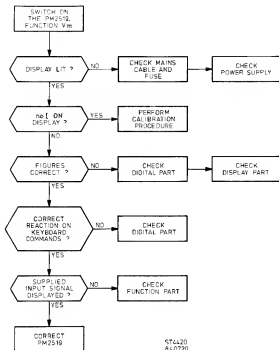 SWITCH ON
THE PM2519,
FUNCTION Vm
DISPLAY LIT ?
NO
CHECK MAINS
CABLE AND
FUSE
CHECK
POWER SUPPLY
YES
no[ ON
DISPLAY ?
YES
PERFORM
CALIBRATION
PROCEDURE
NO
FIGURES
CORRECT ?
NO
CHECK
DIGITAL PART
CHECK
DISPLAY PART
YES
CORRECT
REACTION ON
KEYBOARD
COMMANDS ?
NO
CHECK
DIGITAL PART
YES
SUPPLIED
INPUT SIGNAL
DISPLAYED ?
NO
CHECK
FUNCTION PART
YES
CORRECT
PM2519
ST4420
840720